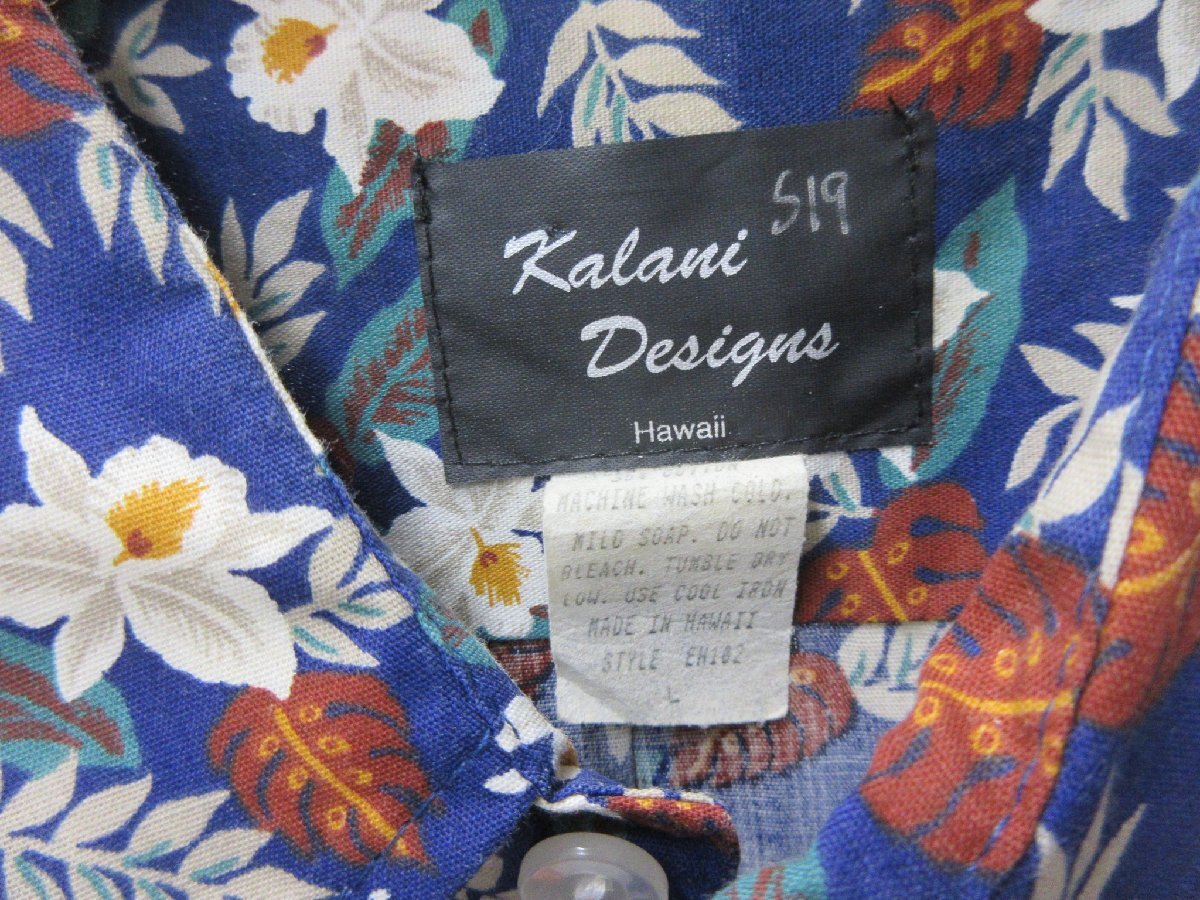 S19
Kalani
Designs
Hawaii
COTTON
MACHINE WASH COLD.
MILD SOAP. DO NOT
BLEACH. TUMBLE DRY
LOW. USE COOL IRON
MADE IN HAWAII
STYLE EH102
L